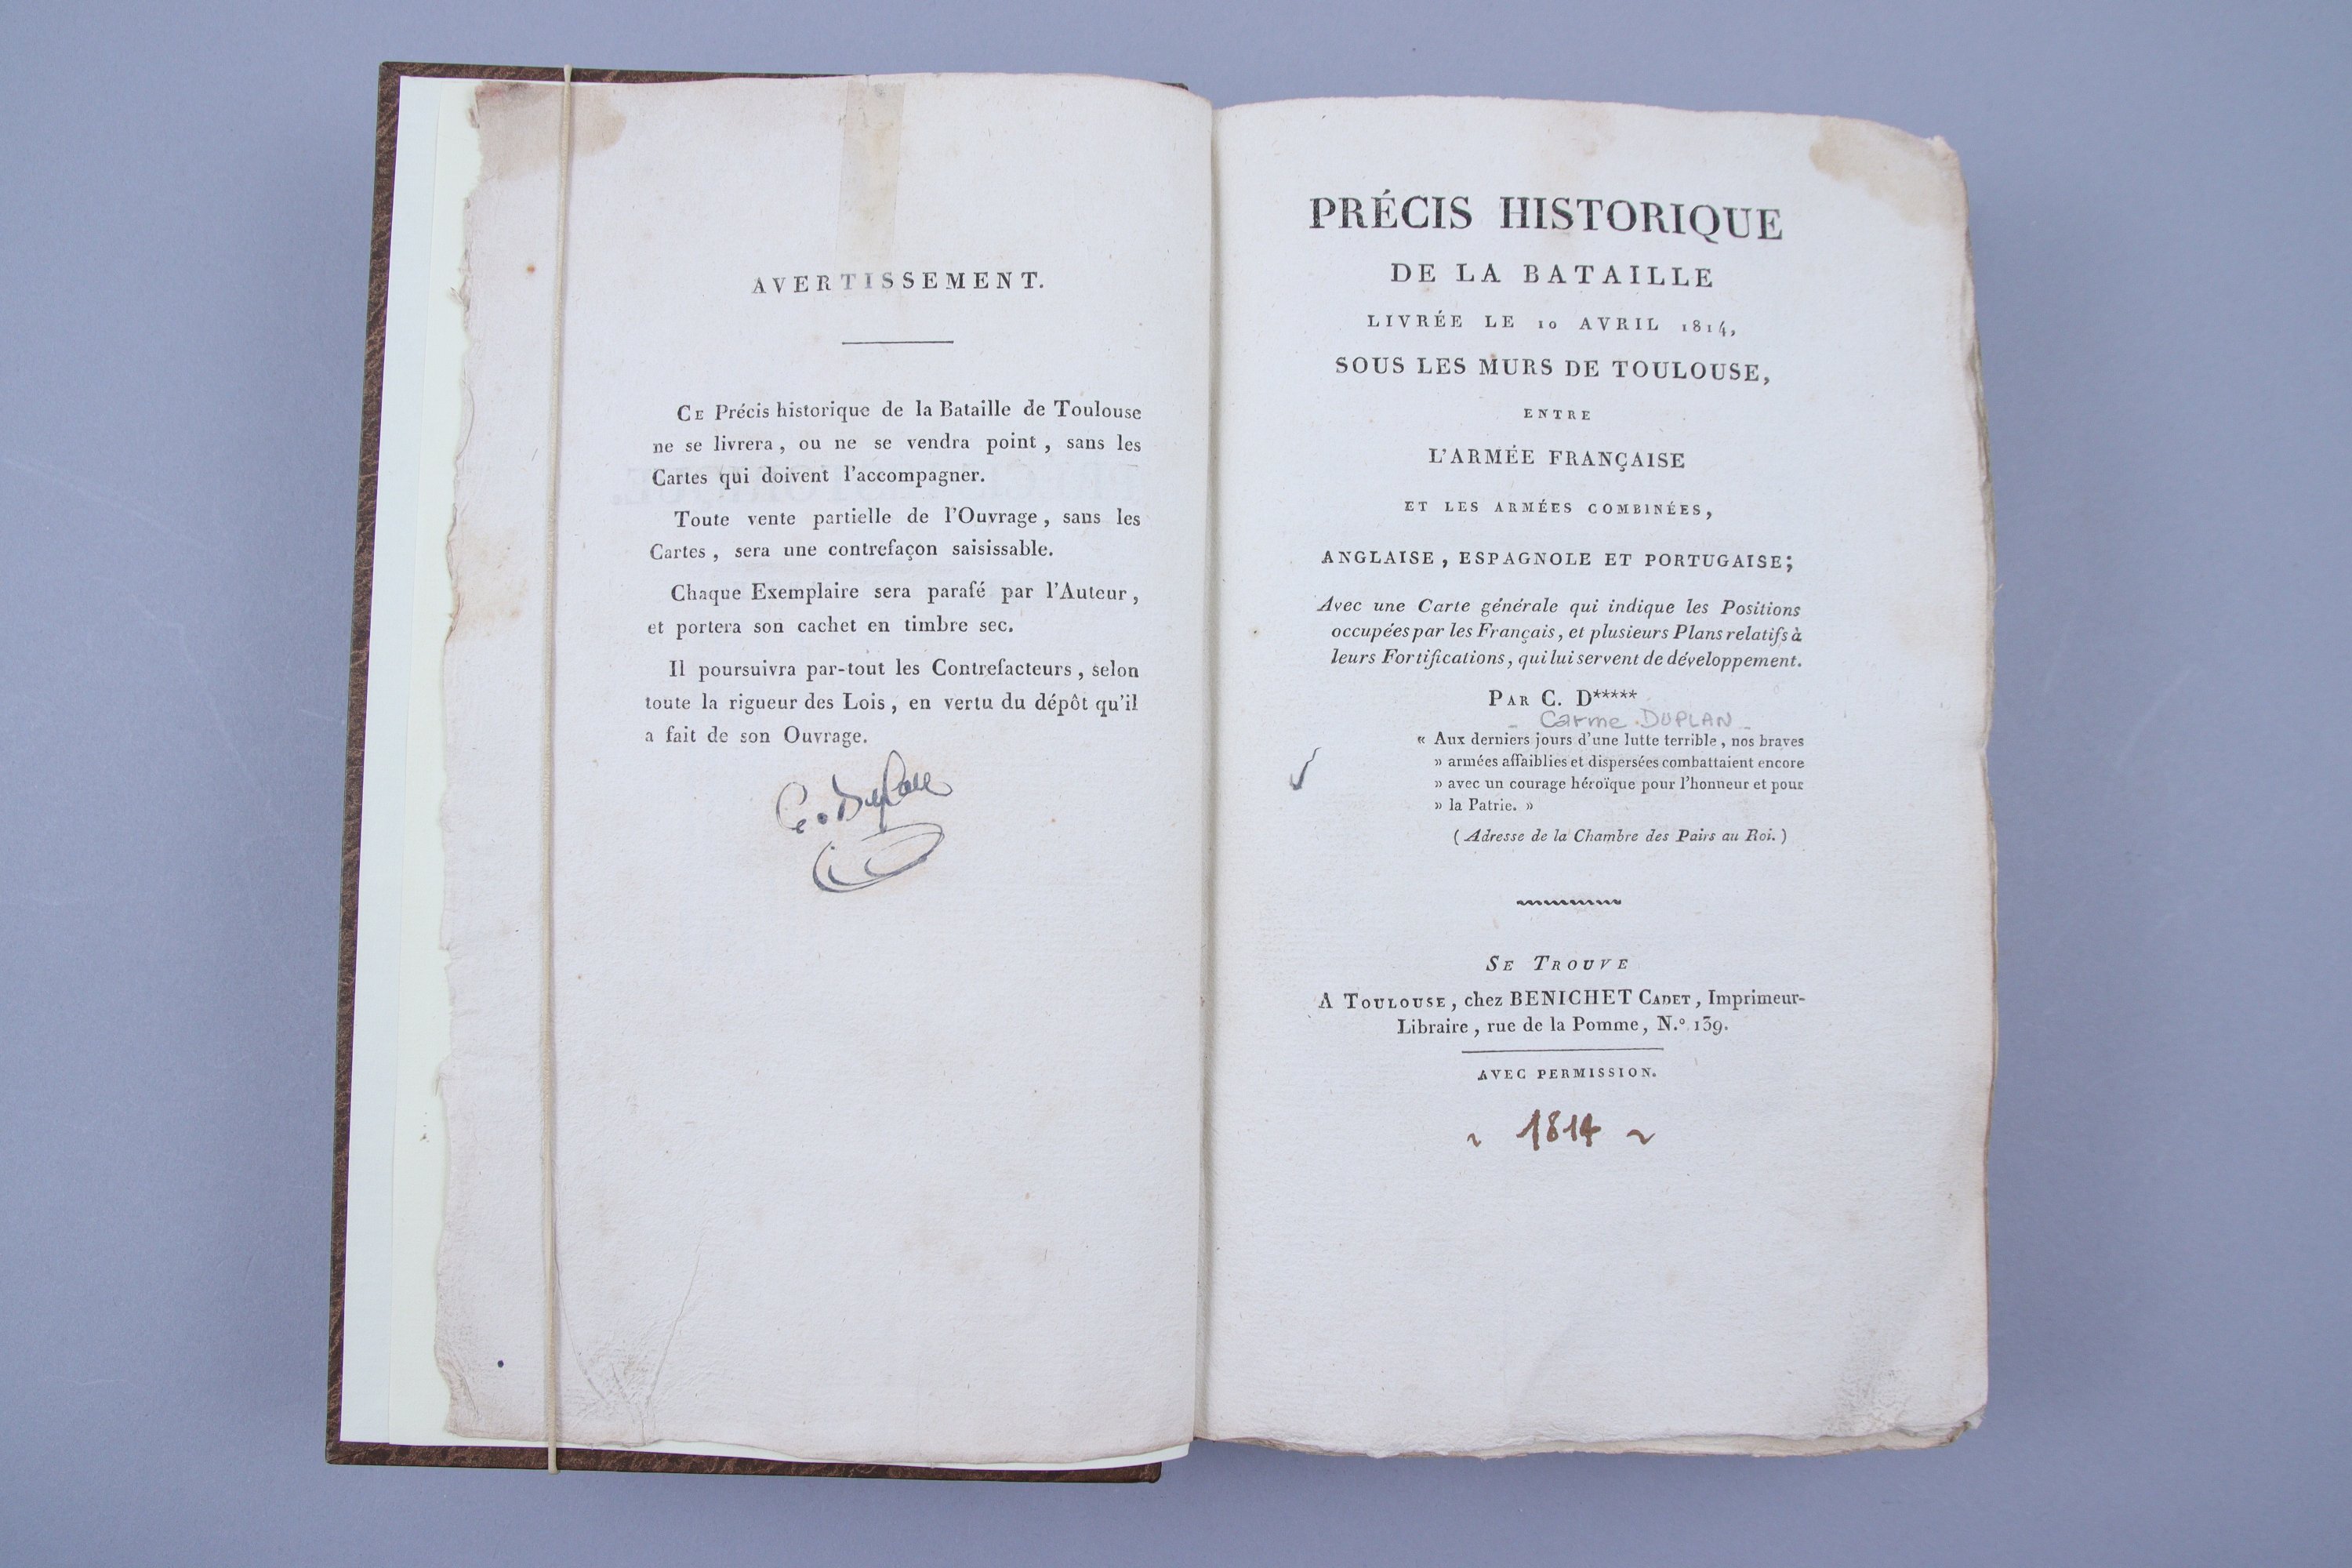 AVERTISSEMENT.
CE Précis historique de la Bataille de Toulouse
ne se livrera, ou ne se vendra point, sans les
Cartes qui doivent l'accompagner.
Toute vente partielle de l'Ouvrage, sans les
Cartes, sera une contrefaçon saisissable.
Chaque Exemplaire sera parafé par l'Auteur,
et portera son cachet en timbre sec.
Il poursuivra par-tout les Contrefacteurs, selon
toute la rigueur des Lois, en vertu du dépôt qu'il
a fait de son Ouvrage.
C. Duplan
PRÉCIS HISTORIQUE
DE LA BATAILLE
LIVRÉE LE 10 AVRIL 1814,
SOUS LES MURS DE TOULOUSE,
ENTRE
L'ARMÉE FRANÇAISE
ET LES ARMÉES COMBINÉES,
ANGLAISE, ESPAGNOLE ET PORTUGAISE;
Avec une Carte générale qui indique les Positions
occupées par les Français, et plusieurs Plans relatifs à
leurs Fortifications, qui lui servent de développement.
PAR C. D*****
- Carme. DUPLAN -
« Aux derniers jours d'une lutte terrible, nos braves
» armées affaiblies et dispersées combattaient encore
» avec un courage héroïque pour l'honneur et pour
» la Patrie. »
(Adresse de la Chambre des Pairs au Roi.)
SE TROUVE
A TOULOUSE, chez BENICHET CADET, Imprimeur-
Libraire, rue de la Pomme, N.° 139.
AVEC PERMISSION.
~ 1814 ~